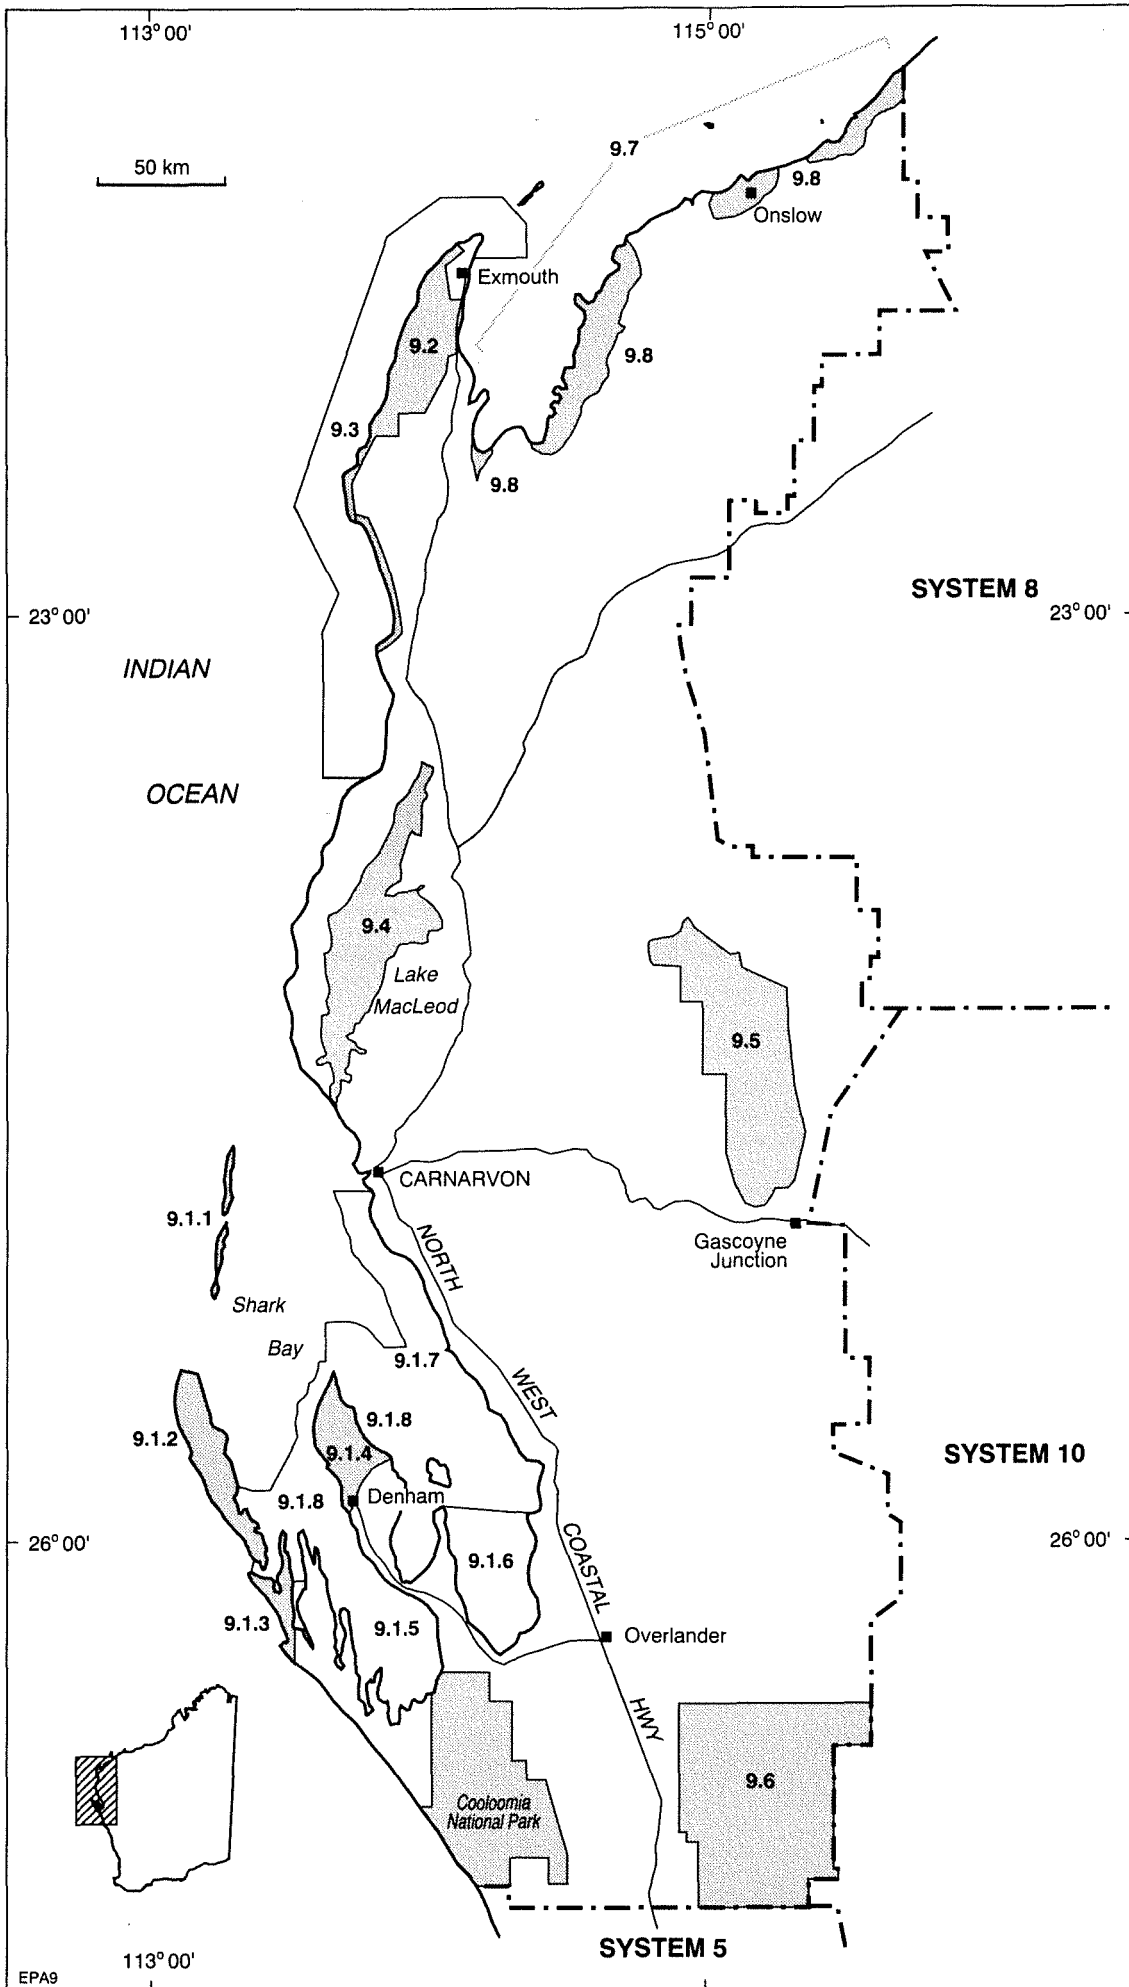 113° 00'
115° 00'
50 km
9.7
9.8
Onslow
Exmouth
9.2
9.8
9.3
9.8
SYSTEM 8
23° 00'
23° 00'
INDIAN
OCEAN
9.4
Lake
MacLeod
9.5
CARNARVON
9.1.1
NORTH
Gascoyne
Junction
Shark
Bay
9.1.7
WEST
9.1.8
9.1.2
9.1.4
SYSTEM 10
9.1.8
Denham
26° 00'
26° 00'
COASTAL
9.1.6
9.1.3
9.1.5
Overlander
HWY
9.6
Cooloomia
National Park
SYSTEM 5
113° 00'
EPA9